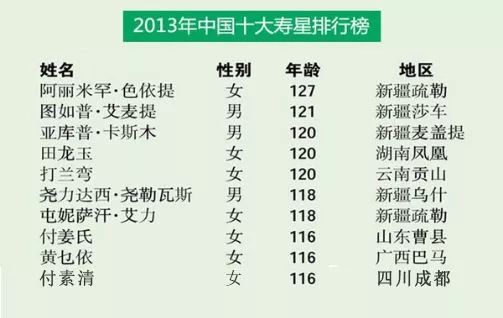 2013年中国十大寿星排行榜
姓名 性别 年龄 地区
阿丽米罕·色依提 女 127 新疆疏勒
图如普·艾麦提 男 121 新疆莎车
亚库普·卡斯木 男 120 新疆麦盖提
田龙玉 女 120 湖南凤凰
打兰弯 女 120 云南贡山
尧力达西·尧勒瓦斯 男 118 新疆乌什
屯妮萨汗·艾力 女 118 新疆疏勒
付姜氏 女 116 山东曹县
黄乜依 女 116 广西巴马
付素清 女 116 四川成都